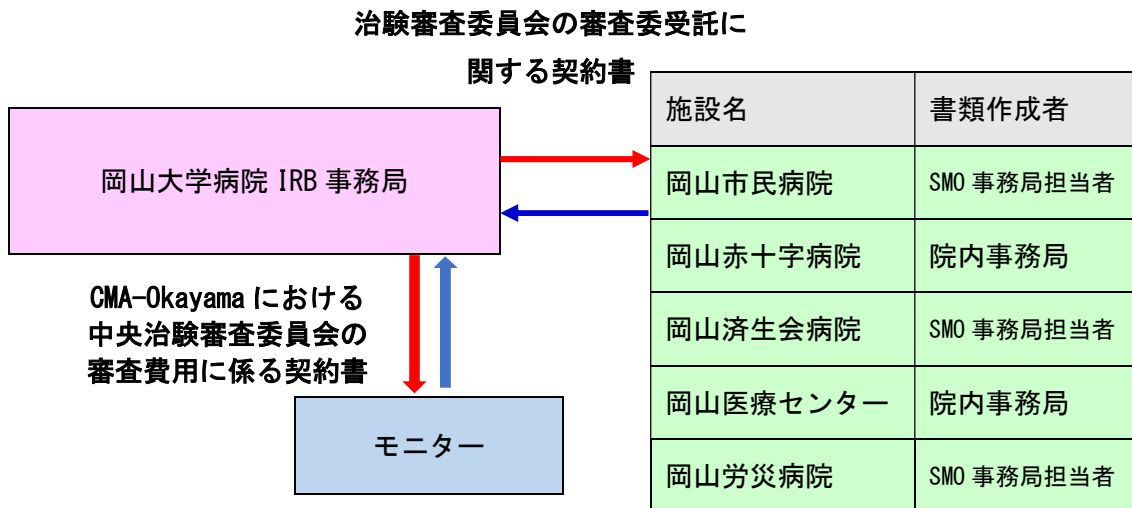 治験審査委員会の審査委受託に
関する契約書
施設名 書類作成者
岡山大学病院 IRB 事務局
岡山市民病院 SMO 事務局担当者
岡山赤十字病院 院内事務局
CMA-Okayama における
中央治験審査委員会の
審査費用に係る契約書
岡山済生会病院 SMO 事務局担当者
岡山医療センター 院内事務局
モニター
岡山労災病院 SMO 事務局担当者